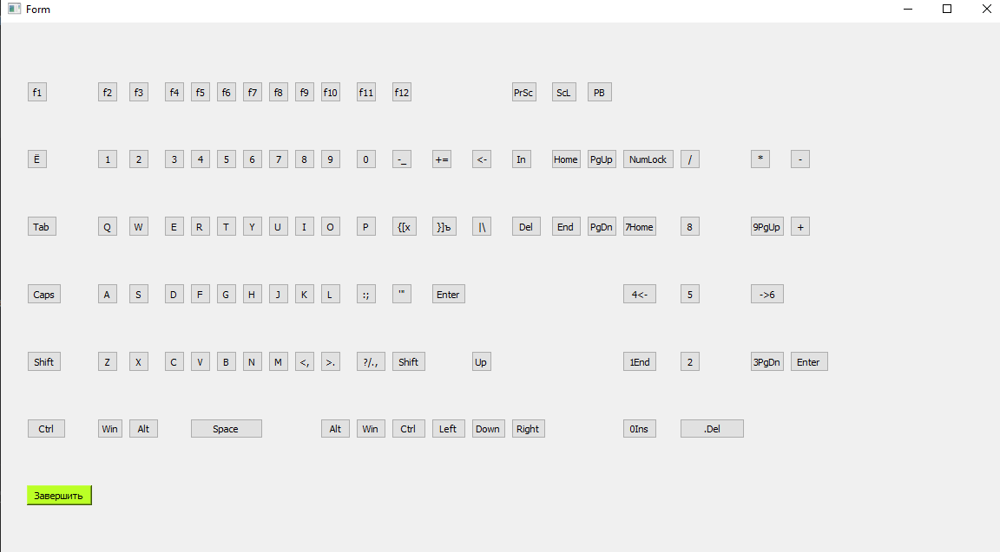 Form
f1 f2 f3 f4 f5 f6 f7 f8 f9 f10 f11 f12 PrSc ScL PB
Ё 1 2 3 4 5 6 7 8 9 0 -_ += <- In Home PgUp NumLock / * -
Tab Q W E R T Y U I O P {[х }]ъ |\ Del End PgDn 7Home 8 9PgUp +
Caps A S D F G H J K L :; '" Enter 4<- 5 ->6
Shift Z X C V B N M <, >. ?/., Shift Up 1End 2 3PgDn Enter
Ctrl Win Alt Space Alt Win Ctrl Left Down Right 0Ins .Del
Завершить